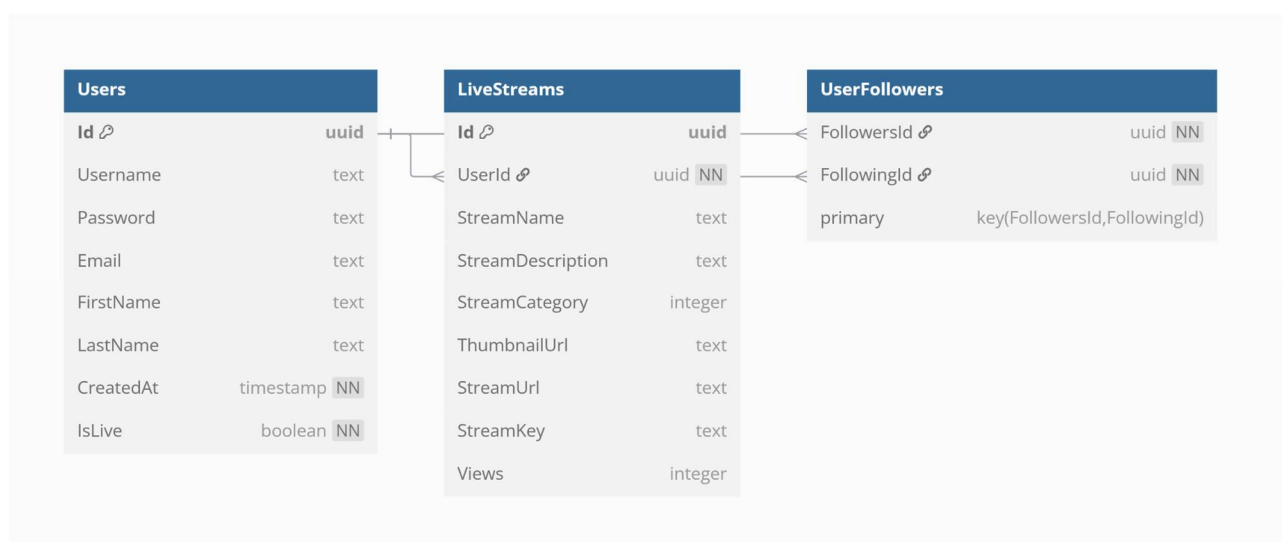 Users
Id uuid
Username text
Password text
Email text
FirstName text
LastName text
CreatedAt timestamp NN
IsLive boolean NN
LiveStreams
Id uuid
UserId uuid NN
StreamName text
StreamDescription text
StreamCategory integer
ThumbnailUrl text
StreamUrl text
StreamKey text
Views integer
UserFollowers
FollowersId uuid NN
FollowingId uuid NN
primary key(FollowersId,FollowingId)